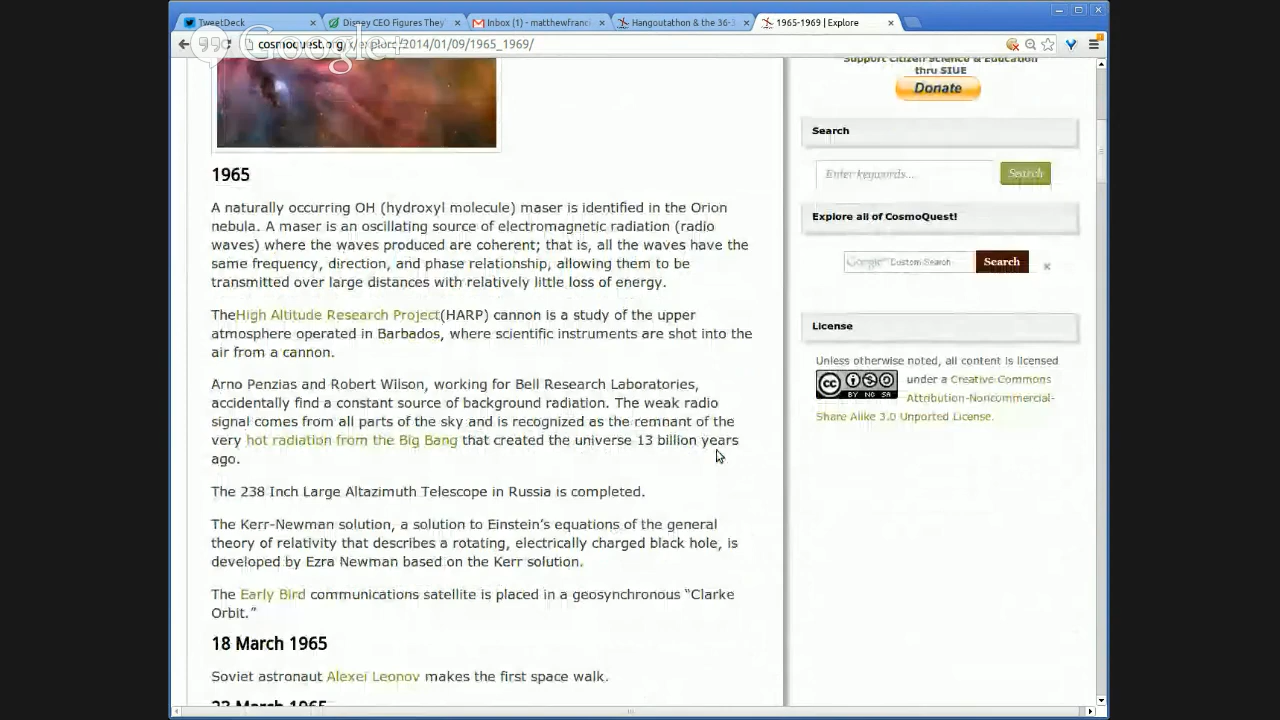 TweetDeck
Disney CEO Figures They
Inbox (1) - matthewfranci
Hangoutathon & the 36-
1965-1969 | Explore
Google+
cosmoquest.org/x/explore/2014/01/09/1965_1969/
Support Citizen Science & Education
thru SIUE
Donate
Search
Enter keywords...
Search
Explore all of CosmoQuest!
Google Custom Search
Search
License
Unless otherwise noted, all content is licensed
under a Creative Commons
Attribution-Noncommercial-
Share Alike 3.0 Unported License.
CC
BY NC SA
1965
A naturally occurring OH (hydroxyl molecule) maser is identified in the Orion
nebula. A maser is an oscillating source of electromagnetic radiation (radio
waves) where the waves produced are coherent; that is, all the waves have the
same frequency, direction, and phase relationship, allowing them to be
transmitted over large distances with relatively little loss of energy.
TheHigh Altitude Research Project(HARP) cannon is a study of the upper
atmosphere operated in Barbados, where scientific instruments are shot into the
air from a cannon.
Arno Penzias and Robert Wilson, working for Bell Research Laboratories,
accidentally find a constant source of background radiation. The weak radio
signal comes from all parts of the sky and is recognized as the remnant of the
very hot radiation from the Big Bang that created the universe 13 billion years
ago.
The 238 Inch Large Altazimuth Telescope in Russia is completed.
The Kerr-Newman solution, a solution to Einstein's equations of the general
theory of relativity that describes a rotating, electrically charged black hole, is
developed by Ezra Newman based on the Kerr solution.
The Early Bird communications satellite is placed in a geosynchronous “Clarke
Orbit.”
18 March 1965
Soviet astronaut Alexei Leonov makes the first space walk.
23 March 1965